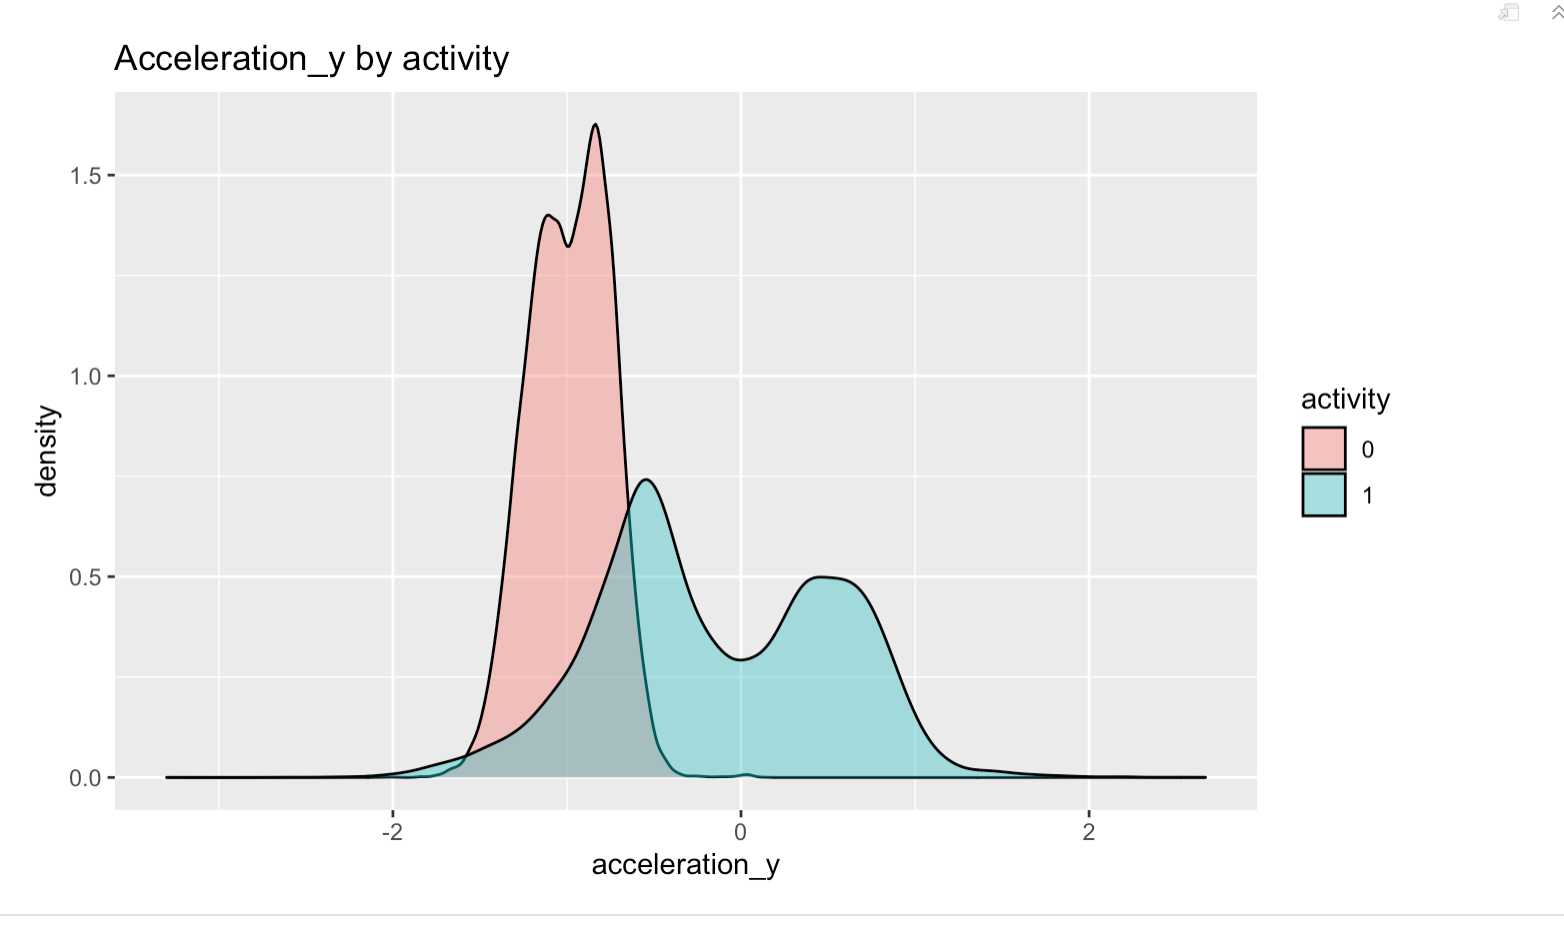 Acceleration_y by activity
1.5
1.0
0.5
0.0
density
-2
0
2
acceleration_y
activity
0
1